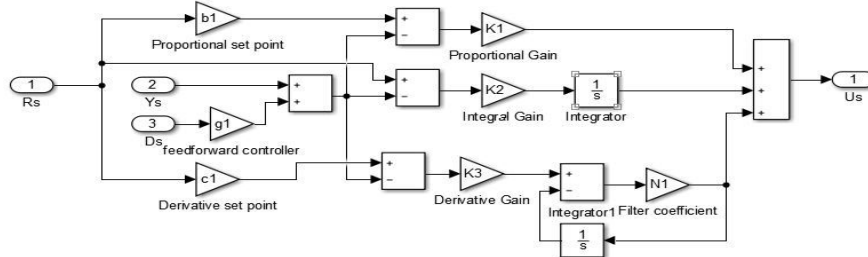 b1
Proportional set point
+
−
K1
Proportional Gain
1
Rs
2
Ys
3
Ds
g1
feedforward controller
+
+
+
−
K2
Integral Gain
1
s
Integrator
+
+
+
1
Us
c1
Derivative set point
+
−
K3
Derivative Gain
+
−
Integrator1
N1
Filter coefficient
1
s